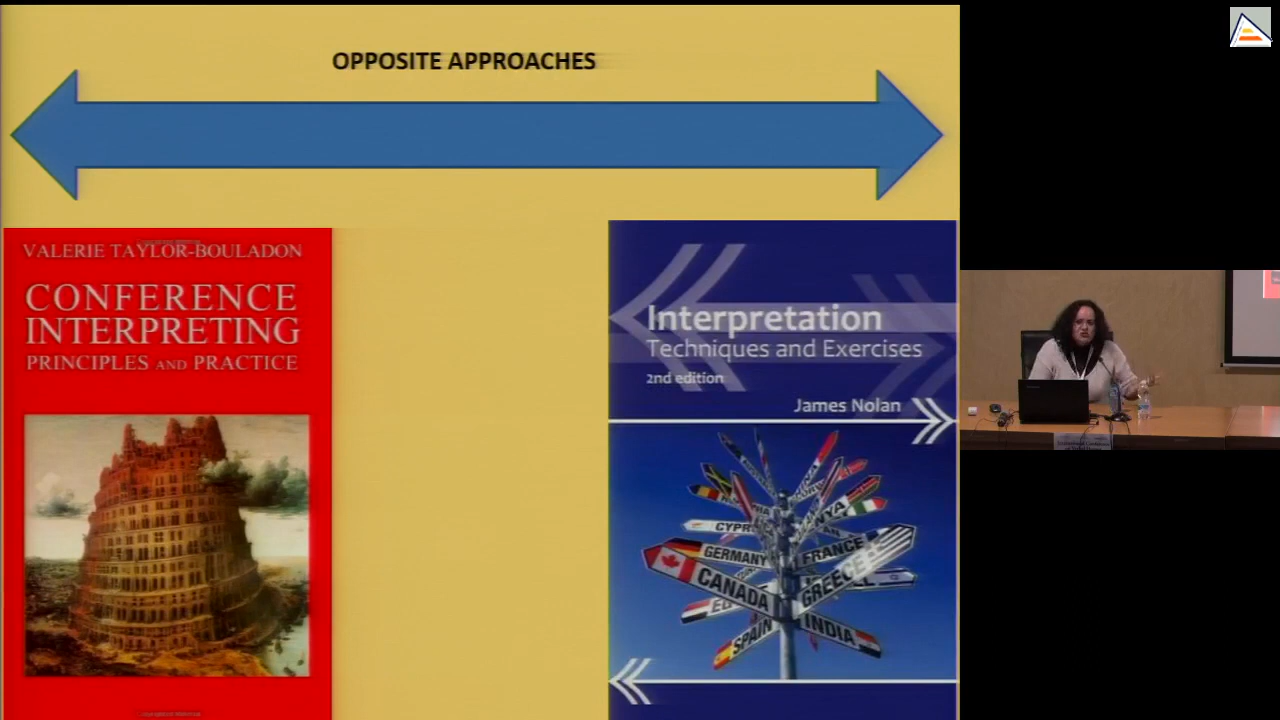 OPPOSITE APPROACHES
VALERIE TAYLOR-BOULADON
CONFERENCE
INTERPRETING
PRINCIPLES AND PRACTICE
Interpretation
Techniques and Exercises
2nd edition
James Nolan
CYPR
GERMANY
CANADA
SPAIN
FRANCE
GREECE
INDIA